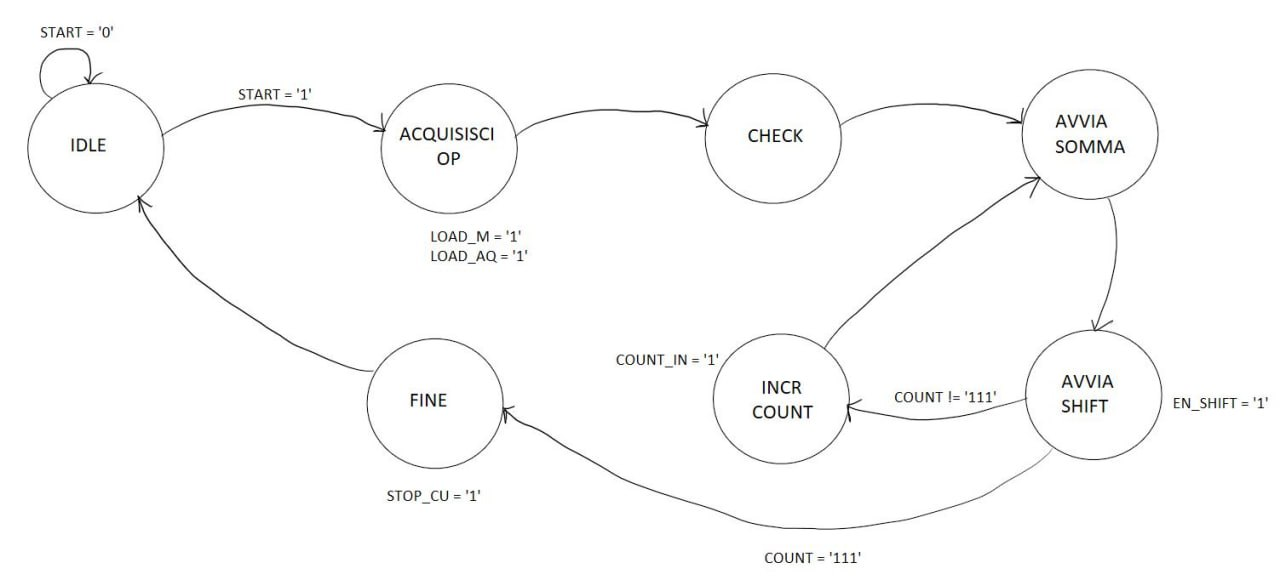 START = '0'
START = '1'
IDLE
ACQUISISCI
OP
CHECK
AVVIA
SOMMA
LOAD_M = '1'
LOAD_AQ = '1'
COUNT_IN = '1'
FINE
INCR
COUNT
COUNT != '111'
AVVIA
SHIFT
EN_SHIFT = '1'
STOP_CU = '1'
COUNT = '111'